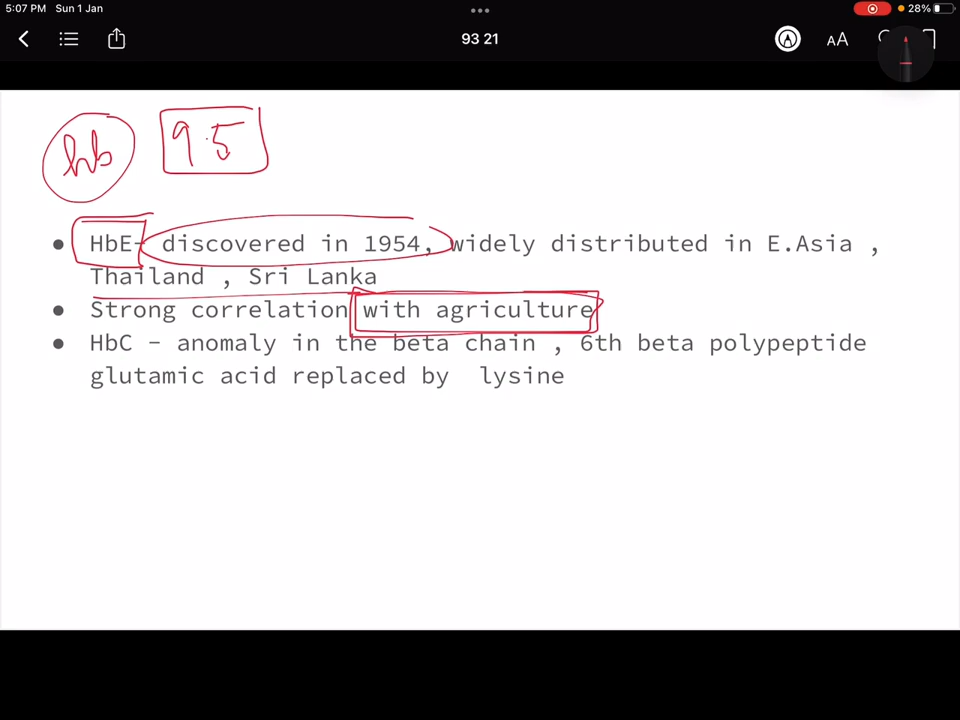 5:07 PM Sun 1 Jan
28%
93 21
AA
hb 9.5
• HbE- discovered in 1954, widely distributed in E.Asia ,
Thailand , Sri Lanka
• Strong correlation with agriculture
• HbC - anomaly in the beta chain , 6th beta polypeptide
glutamic acid replaced by lysine